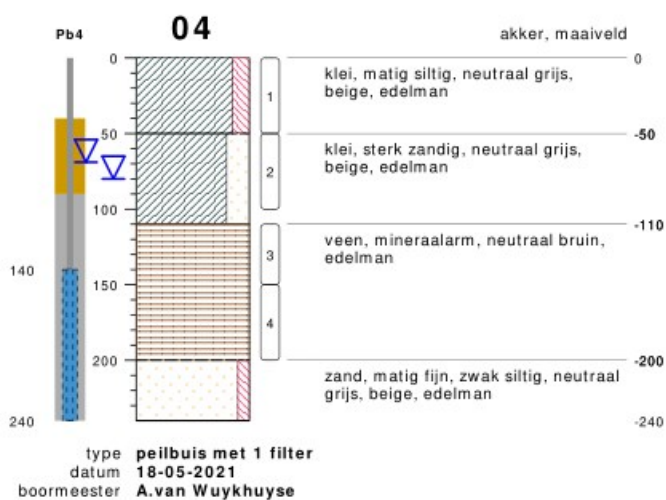 Pb4
04
akker, maaiveld
0
0
klei, matig siltig, neutraal grijs,
beige, edelman
1
50
-50
klei, sterk zandig, neutraal grijs,
beige, edelman
2
100
-110
veen, mineraalarm, neutraal bruin,
edelman
3
140
150
4
200
-200
zand, matig fijn, zwak siltig, neutraal
grijs, beige, edelman
240
-240
type peilbuis met 1 filter
datum 18-05-2021
boormeester A.van Wuykhuyse